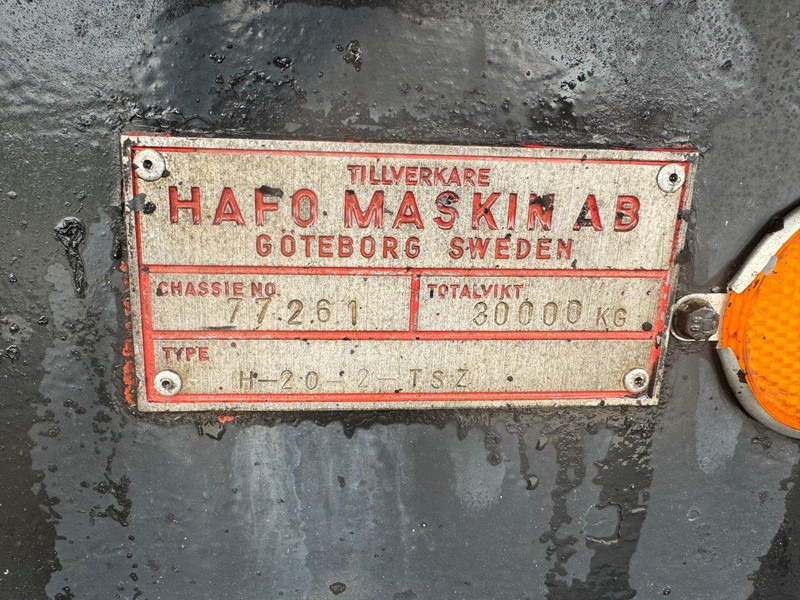 TILLVERKARE
HAFO MASKIN AB
GÖTEBORG SWEDEN
CHASSIE NO. 77261
TOTALVIKT 30000 KG
TYPE H-20-2-TSZ